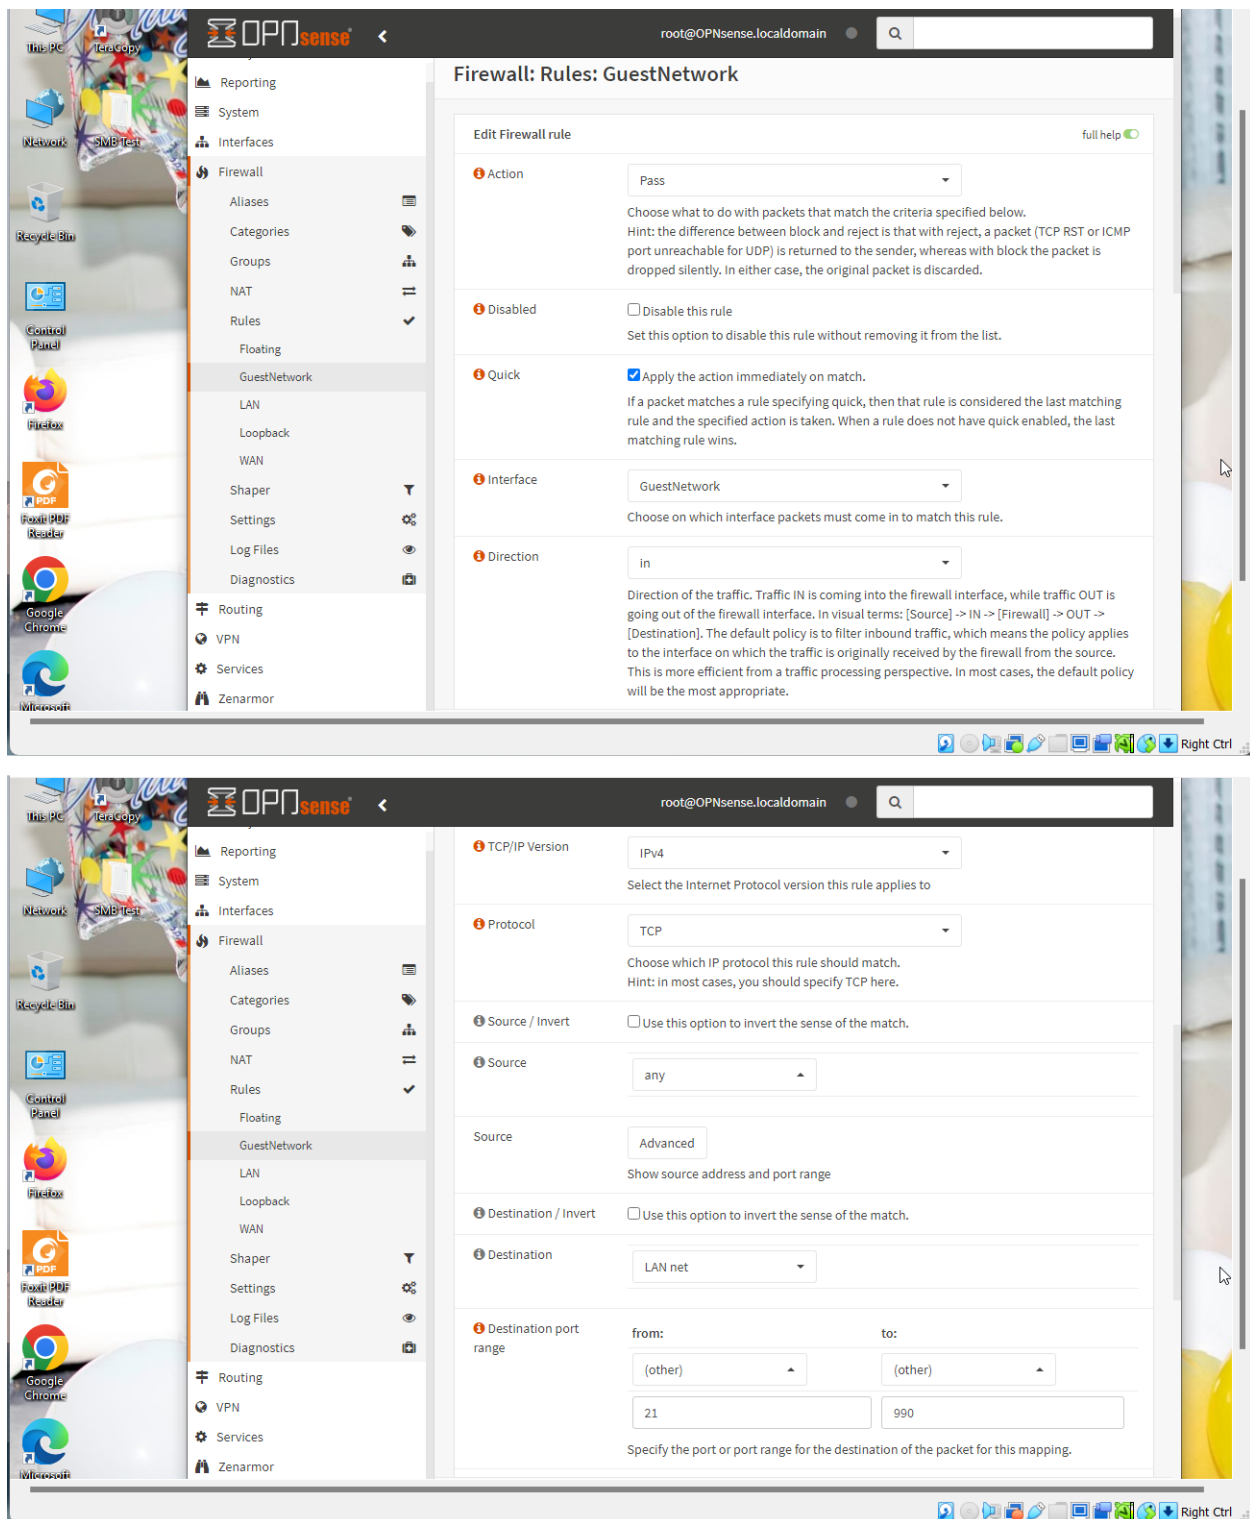 This PC
TeraCopy
OPNsense
root@OPNsense.localdomain
Network
SMB Test
Recycle Bin
Control
Panel
Firefox
PDF
Foxit PDF
Reader
Google
Chrome
Microsoft
Reporting
System
Interfaces
Firewall
Aliases
Categories
Groups
NAT
Rules
Floating
GuestNetwork
LAN
Loopback
WAN
Shaper
Settings
Log Files
Diagnostics
Routing
VPN
Services
Zenarmor
Firewall: Rules: GuestNetwork
Edit Firewall rule
full help
Action
Pass
Choose what to do with packets that match the criteria specified below.
Hint: the difference between block and reject is that with reject, a packet (TCP RST or ICMP
port unreachable for UDP) is returned to the sender, whereas with block the packet is
dropped silently. In either case, the original packet is discarded.
Disabled
Disable this rule
Set this option to disable this rule without removing it from the list.
Quick
Apply the action immediately on match.
If a packet matches a rule specifying quick, then that rule is considered the last matching
rule and the specified action is taken. When a rule does not have quick enabled, the last
matching rule wins.
Interface
GuestNetwork
Choose on which interface packets must come in to match this rule.
Direction
in
Direction of the traffic. Traffic IN is coming into the firewall interface, while traffic OUT is
going out of the firewall interface. In visual terms: [Source] -> IN -> [Firewall] -> OUT ->
[Destination]. The default policy is to filter inbound traffic, which means the policy applies
to the interface on which the traffic is originally received by the firewall from the source.
This is more efficient from a traffic processing perspective. In most cases, the default policy
will be the most appropriate.
Right Ctrl
This PC
TeraCopy
OPNsense
root@OPNsense.localdomain
Network
SMB Test
Recycle Bin
Control
Panel
Firefox
PDF
Foxit PDF
Reader
Google
Chrome
Microsoft
Reporting
System
Interfaces
Firewall
Aliases
Categories
Groups
NAT
Rules
Floating
GuestNetwork
LAN
Loopback
WAN
Shaper
Settings
Log Files
Diagnostics
Routing
VPN
Services
Zenarmor
TCP/IP Version
IPv4
Select the Internet Protocol version this rule applies to
Protocol
TCP
Choose which IP protocol this rule should match.
Hint: in most cases, you should specify TCP here.
Source / Invert
Use this option to invert the sense of the match.
Source
any
Source
Advanced
Show source address and port range
Destination / Invert
Use this option to invert the sense of the match.
Destination
LAN net
Destination port
range
from:
to:
(other)
(other)
21
990
Specify the port or port range for the destination of the packet for this mapping.
Right Ctrl